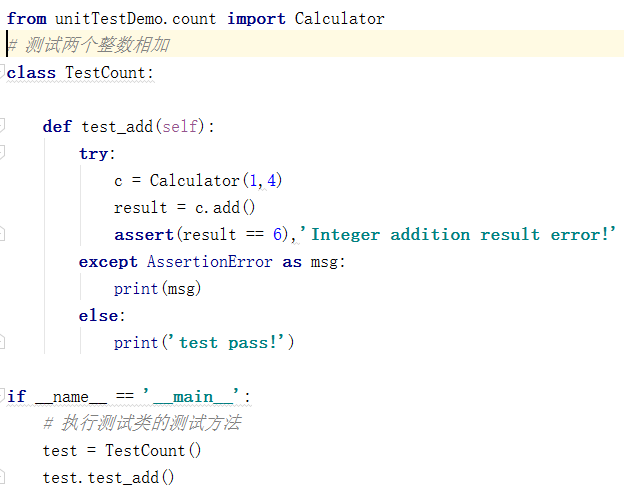 from unitTestDemo.count import Calculator
# 测试两个整数相加
class TestCount:
def test_add(self):
try:
c = Calculator(1,4)
result = c.add()
assert(result == 6),'Integer addition result error!'
except AssertionError as msg:
print(msg)
else:
print('test pass!')
if __name__ == '__main__':
# 执行测试类的测试方法
test = TestCount()
test.test_add()